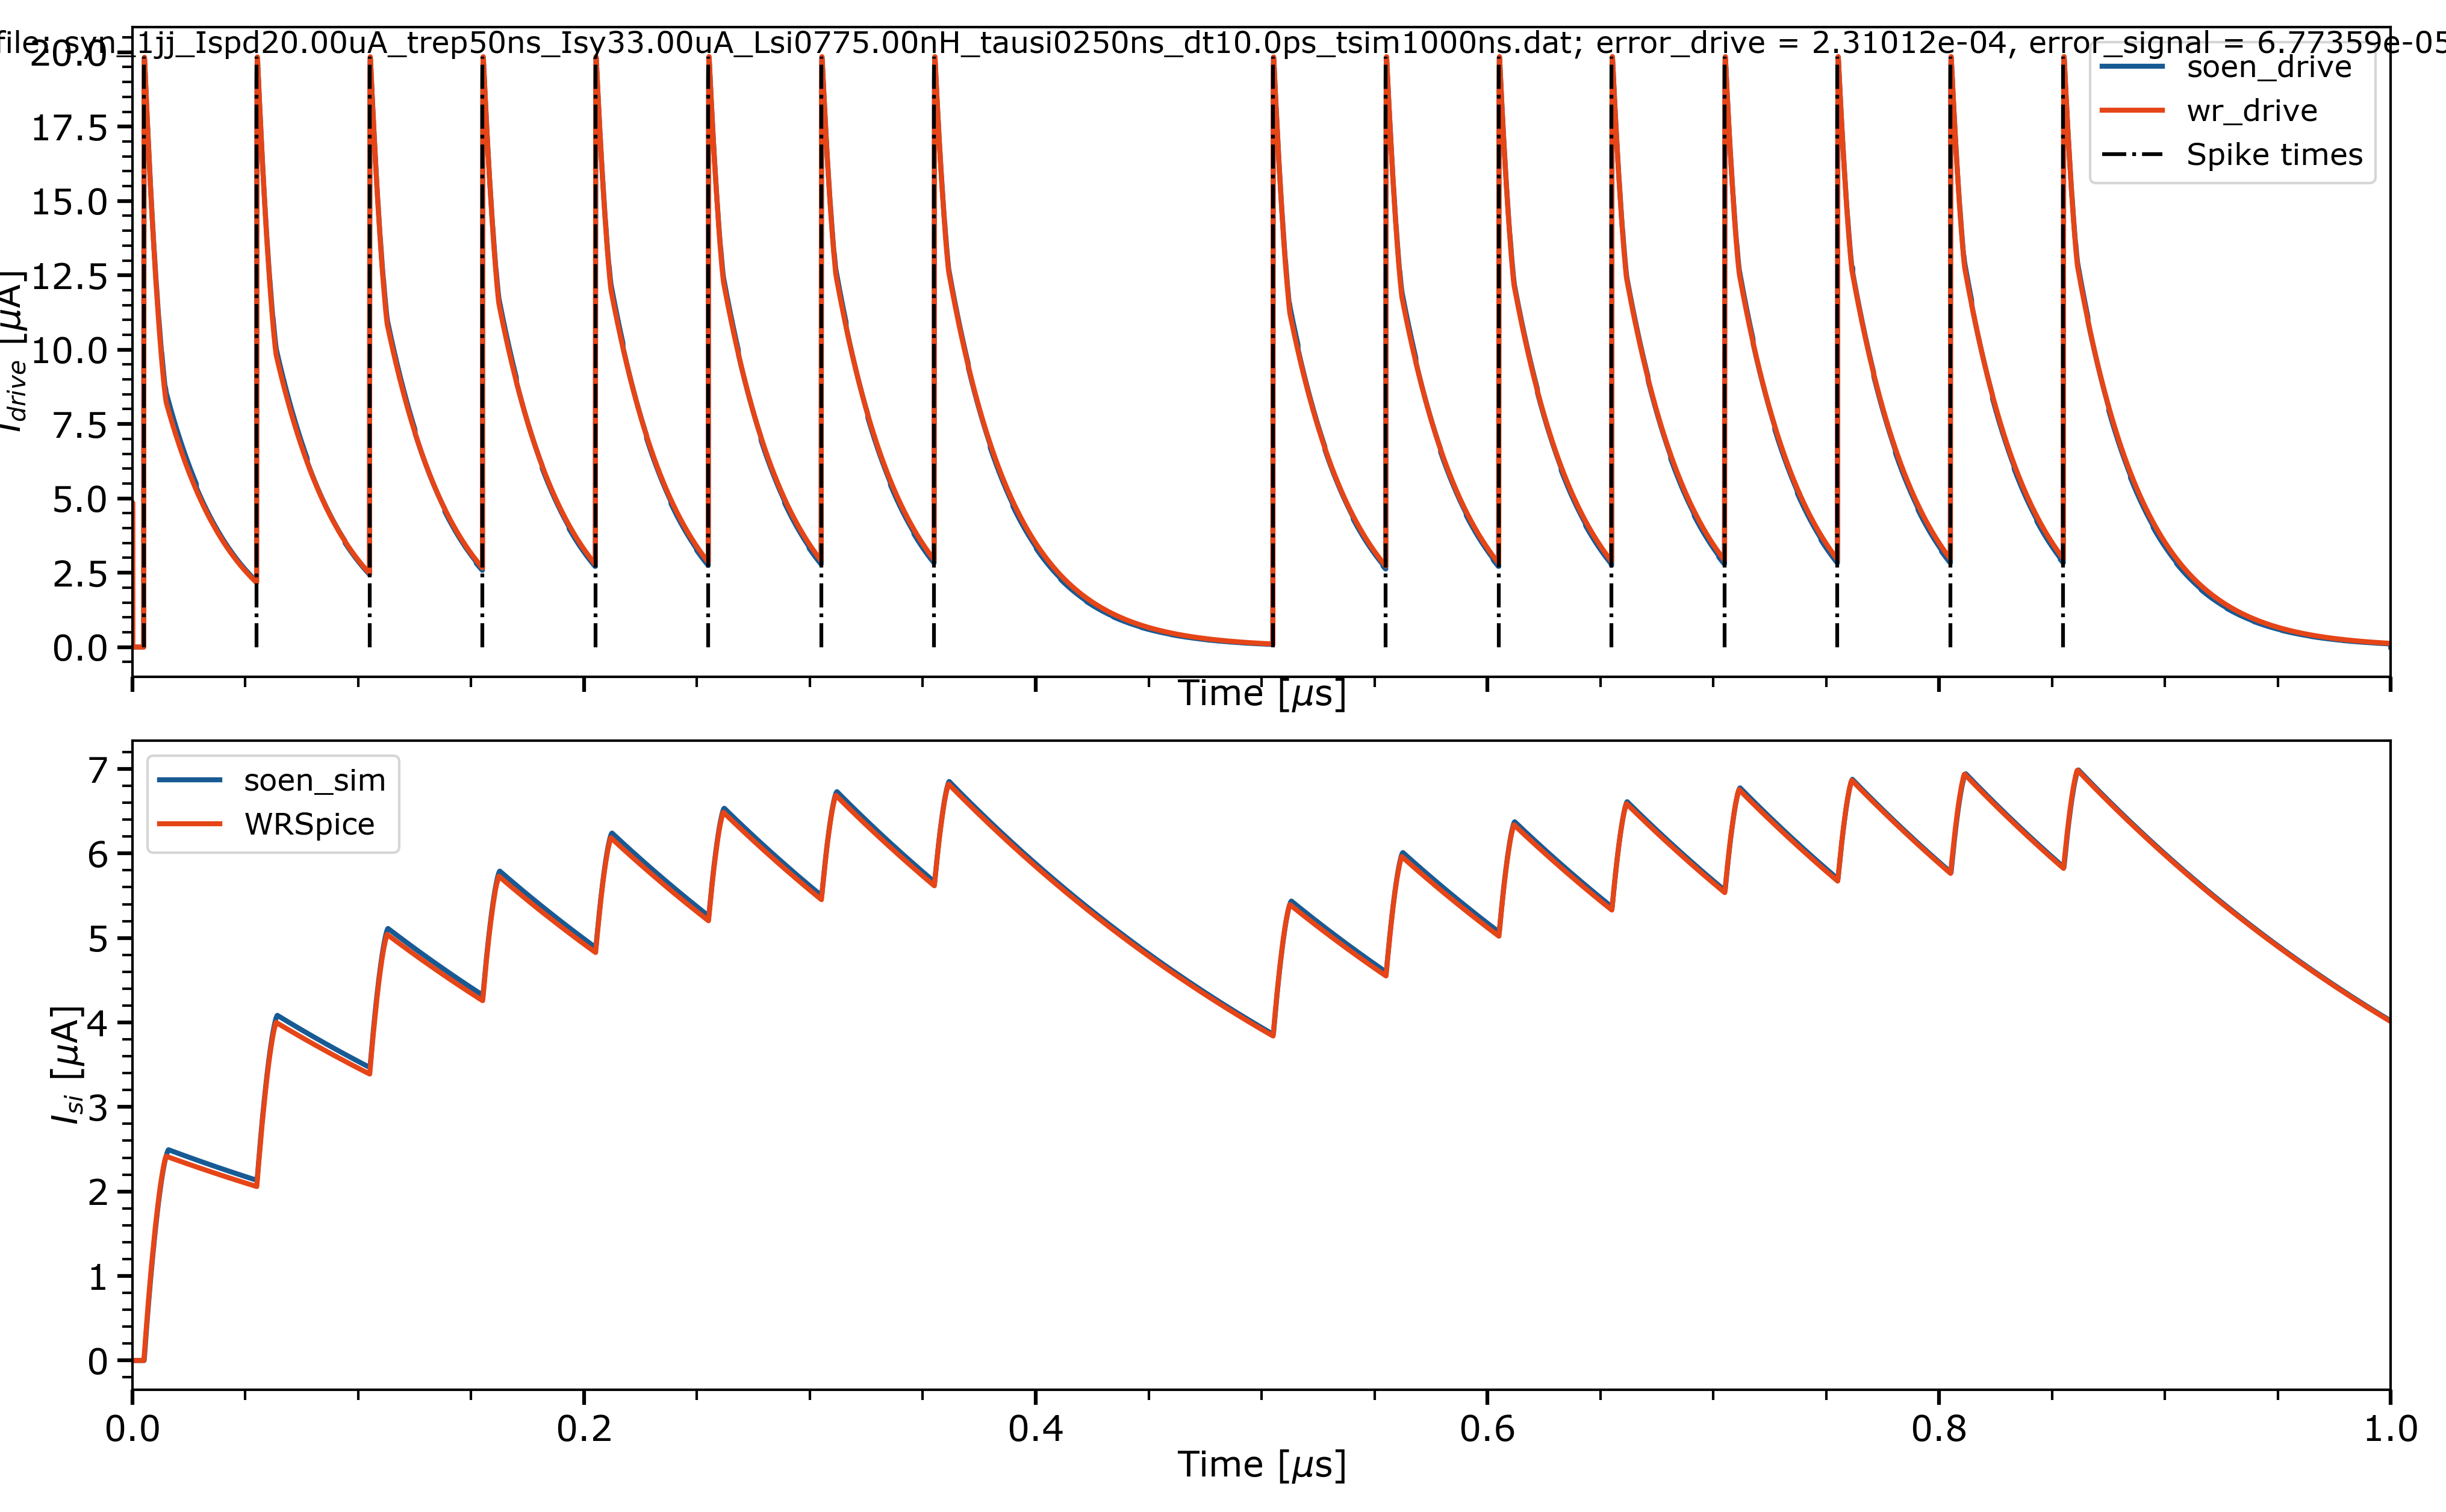 file: syn_1jj_Ispd20.00uA_trep50ns_Isy33.00uA_Lsi0775.00nH_tausi0250ns_dt10.0ps_tsim1000ns.dat; error_drive = 2.31012e-04, error_signal = 6.77359e-05
20.0
17.5
15.0
12.5
10.0
7.5
5.0
2.5
0.0
I_drive [μA]
soen_drive
wr_drive
Spike times
Time [μs]
7
6
5
4
3
2
1
0
I_si [μA]
soen_sim
WRSpice
0.0 0.2 0.4 0.6 0.8 1.0
Time [μs]